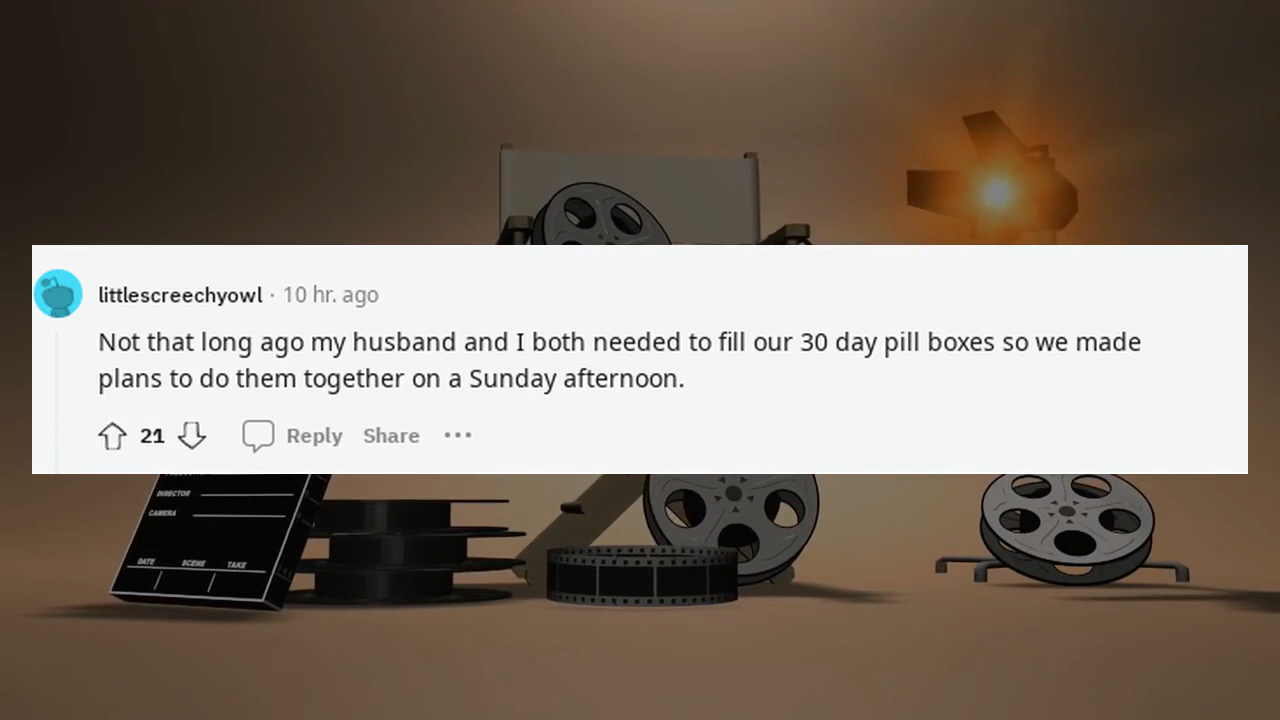 littlescreechyowl · 10 hr. ago
Not that long ago my husband and I both needed to fill our 30 day pill boxes so we made
plans to do them together on a Sunday afternoon.
21 Reply Share •••
DIRECTOR
CAMERA
DATE SCENE TAKE